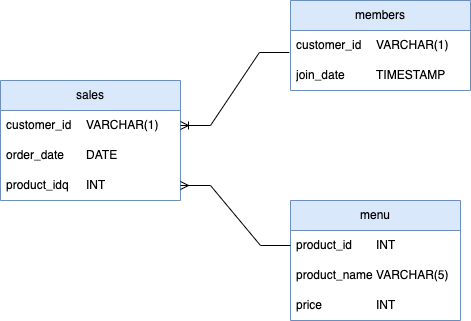 members
customer_id VARCHAR(1)
join_date TIMESTAMP
sales
customer_id VARCHAR(1)
order_date DATE
product_idq INT
menu
product_id INT
product_name VARCHAR(5)
price INT